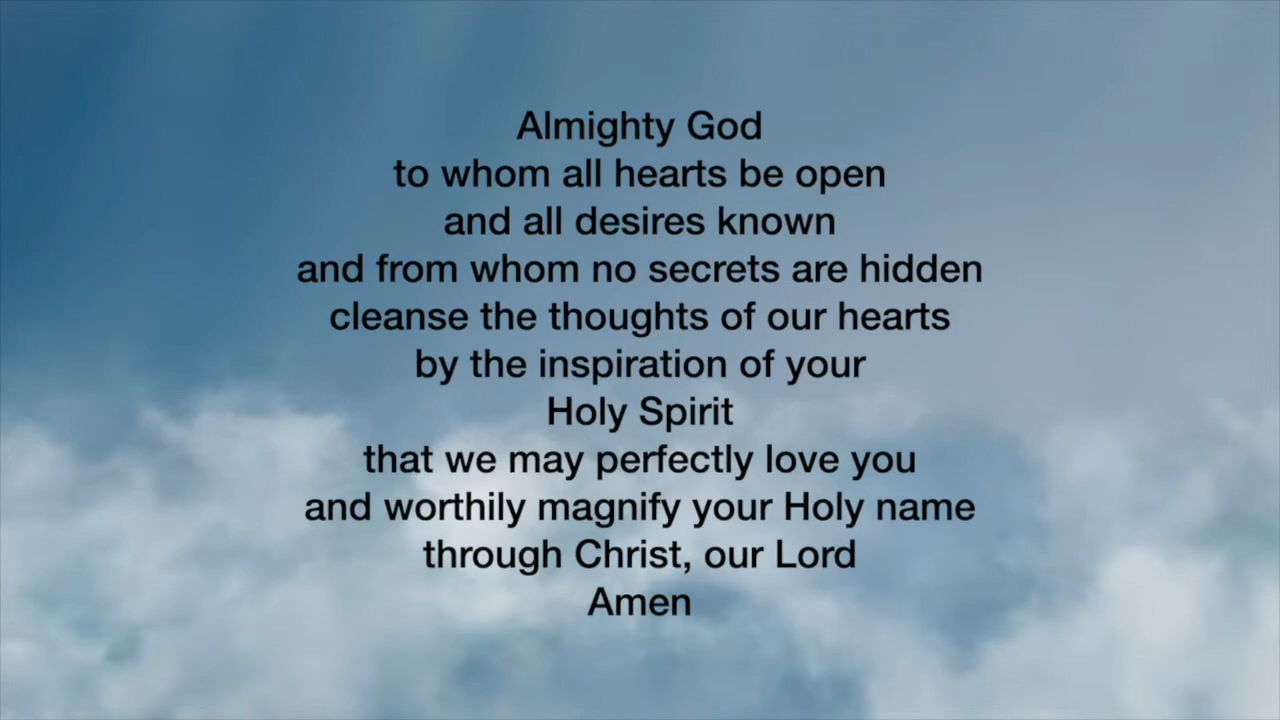 Almighty God
to whom all hearts be open
and all desires known
and from whom no secrets are hidden
cleanse the thoughts of our hearts
by the inspiration of your
Holy Spirit
that we may perfectly love you
and worthily magnify your Holy name
through Christ, our Lord
Amen